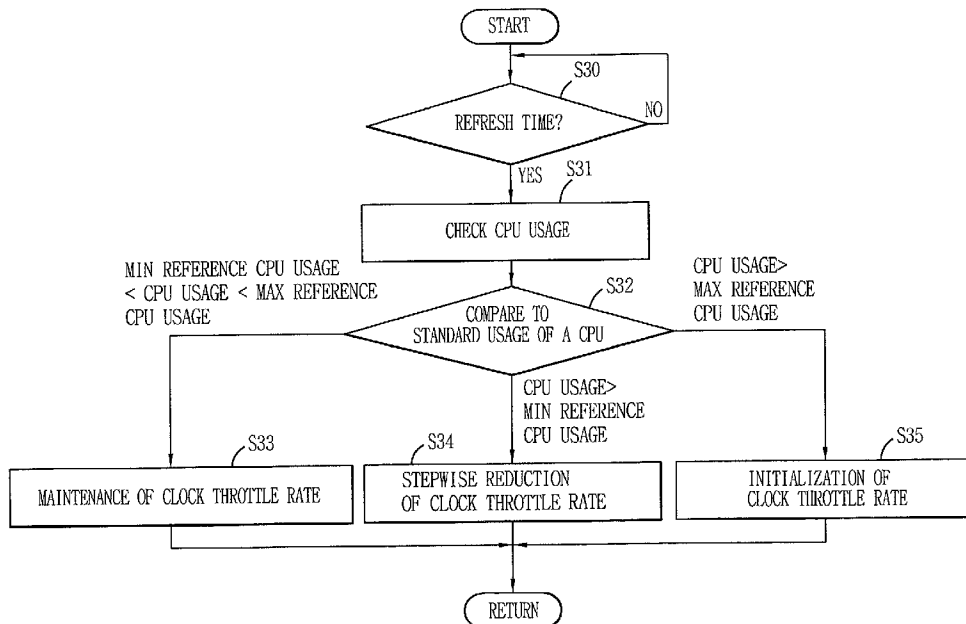 START
S30
REFRESH TIME?
NO
YES
S31
CHECK CPU USAGE
MIN REFERENCE CPU USAGE
< CPU USAGE < MAX REFERENCE
CPU USAGE
CPU USAGE>
MAX REFERENCE
CPU USAGE
S32
COMPARE TO
STANDARD USAGE OF A CPU
CPU USAGE>
MIN REFERENCE
CPU USAGE
S33
MAINTENANCE OF CLOCK THROTTLE RATE
S34
STEPWISE REDUCTION
OF CLOCK THROTTLE RATE
S35
INITIALIZATION OF
CLOCK THROTTLE RATE
RETURN